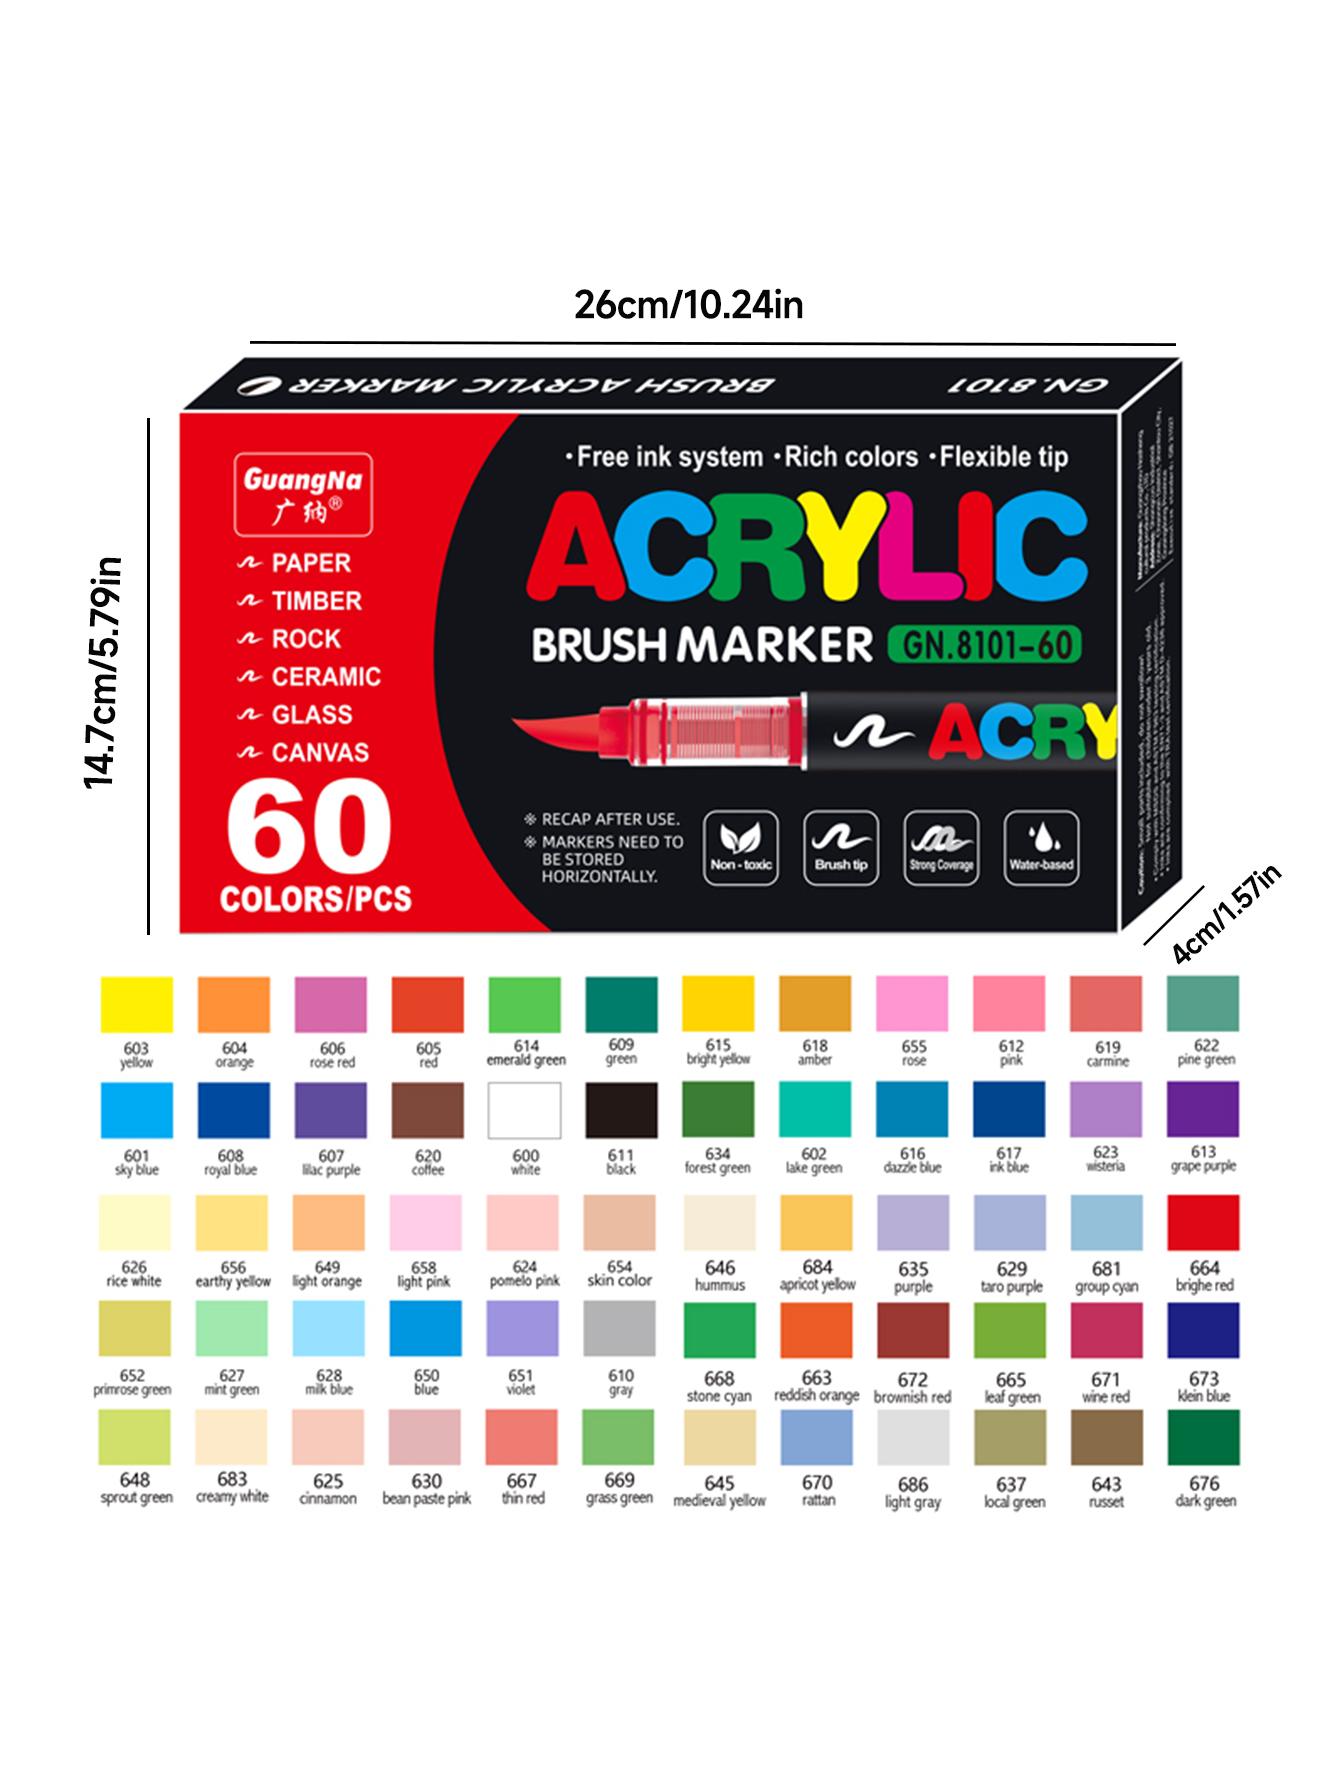 26cm/10.24in
BRUSH ACRYLIC MARKER GN.8101
14.7cm/5.79in
4cm/1.57in
GuangNa
广纳®
PAPER
TIMBER
ROCK
CERAMIC
GLASS
CANVAS
60
COLORS/PCS
·Free ink system ·Rich colors ·Flexible tip
ACRYLIC
BRUSH MARKER GN.8101-60
ACRY
※ RECAP AFTER USE.
※ MARKERS NEED TO
BE STORED
HORIZONTALLY.
Non-toxic Brush tip Strong Coverage Water-based
603 604 606 605 614 609 615 618 655 612 619 622
yellow orange rose red red emerald green green bright yellow amber rose pink carmine pine green
601 608 607 620 600 611 634 602 616 617 623 613
sky blue royal blue lilac purple coffee white black forest green lake green dazzle blue ink blue wisteria grape purple
626 656 649 658 624 654 646 684 635 629 681 664
rice white earthy yellow light orange light pink pomelo pink skin color hummus apricot yellow purple taro purple group cyan brighe red
652 627 628 650 651 610 668 663 672 665 671 673
primrose green mint green milk blue blue violet gray stone cyan reddish orange brownish red leaf green wine red klein blue
648 683 625 630 667 669 645 670 686 637 643 676
sprout green creamy white cinnamon bean paste pink thin red grass green medieval yellow rattan light gray local green russet dark green